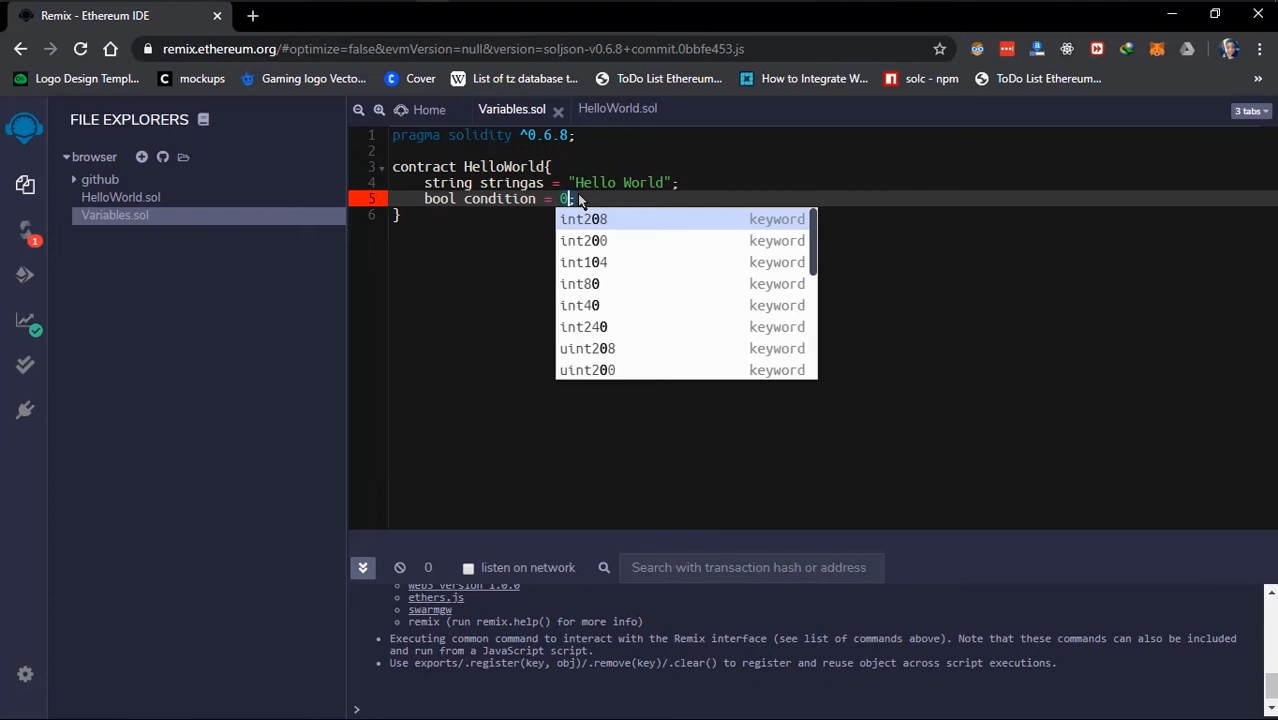 Remix - Ethereum IDE
remix.ethereum.org/#optimize=false&evmVersion=null&version=soljson-v0.6.8+commit.0bbfe453.js
Logo Design Templ...
mockups
Gaming logo Vecto...
Cover
List of tz database t...
ToDo List Ethereum...
How to Integrate W...
solc - npm
ToDo List Ethereum...
»
FILE EXPLORERS
Home
Variables.sol
HelloWorld.sol
3 tabs
browser
github
HelloWorld.sol
Variables.sol
1
1 pragma solidity ^0.6.8;
2
3 contract HelloWorld{
4 string stringas = "Hello World";
5 bool condition = 0;
6 }
int208 keyword
int200 keyword
int104 keyword
int80 keyword
int40 keyword
int240 keyword
uint208 keyword
uint200 keyword
0
listen on network
Search with transaction hash or address
web3 version 1.0.0
ethers.js
swarmgw
remix (run remix.help() for more info)
Executing common command to interact with the Remix interface (see list of commands above). Note that these commands can also be included
and run from a JavaScript script.
Use exports/.register(key, obj)/.remove(key)/.clear() to register and reuse object across script executions.
>